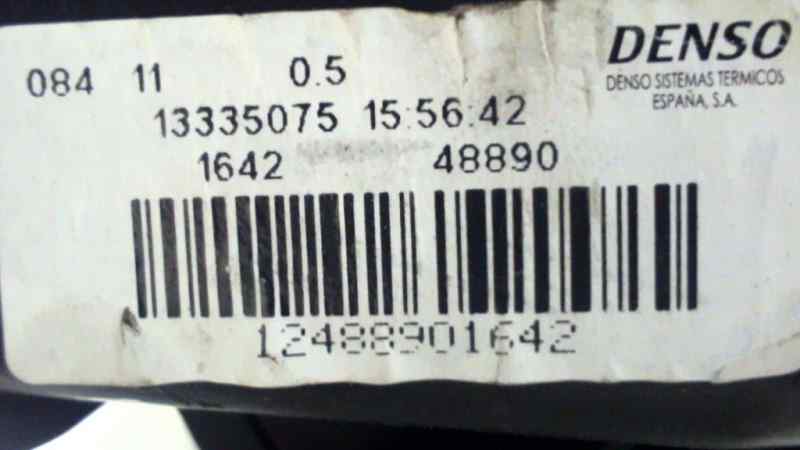 DENSO
DENSO SISTEMAS TERMICOS
ESPAÑA, S.A.
084 11 0.5
13335075 15:56:42
1642 48890
12488901642